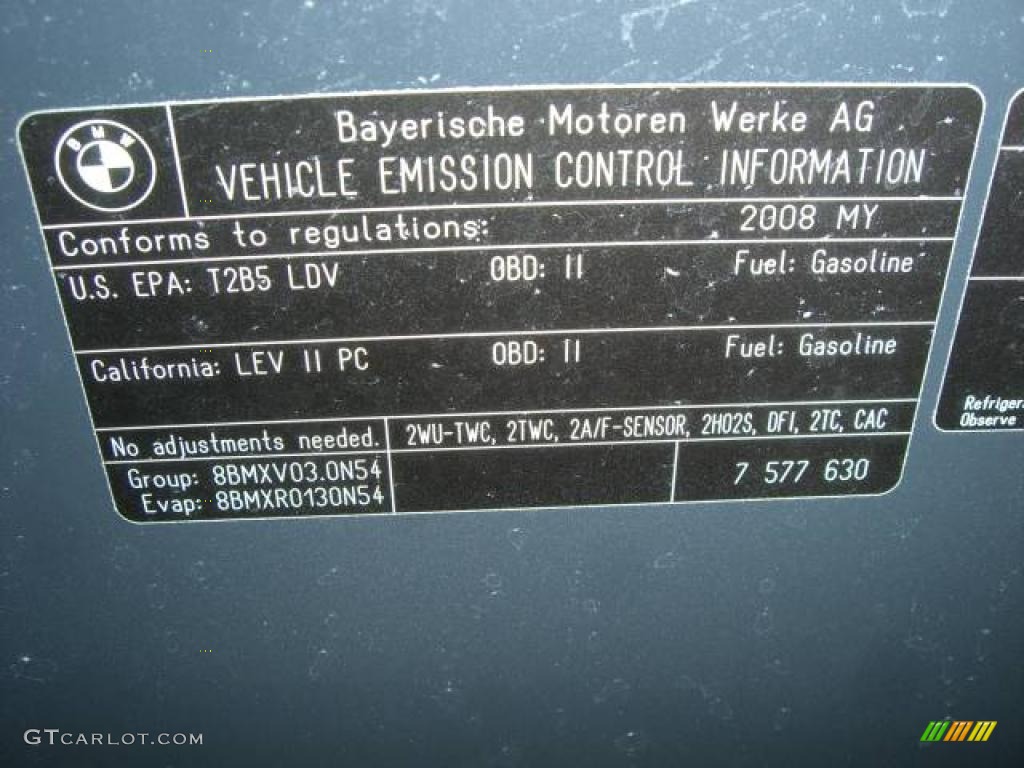 BMW
Bayerische Motoren Werke AG
VEHICLE EMISSION CONTROL INFORMATION
Conforms to regulations: 2008 MY
U.S. EPA: T2B5 LDV OBD: II Fuel: Gasoline
California: LEV II PC OBD: II Fuel: Gasoline
No adjustments needed. 2WU-TWC, 2TWC, 2A/F-SENSOR, 2HO2S, DFI, 2TC, CAC
Group: 8BMXV03.0N54
Evap: 8BMXR0130N54
7 577 630
Refriger
Observe
GTCARLOT.COM